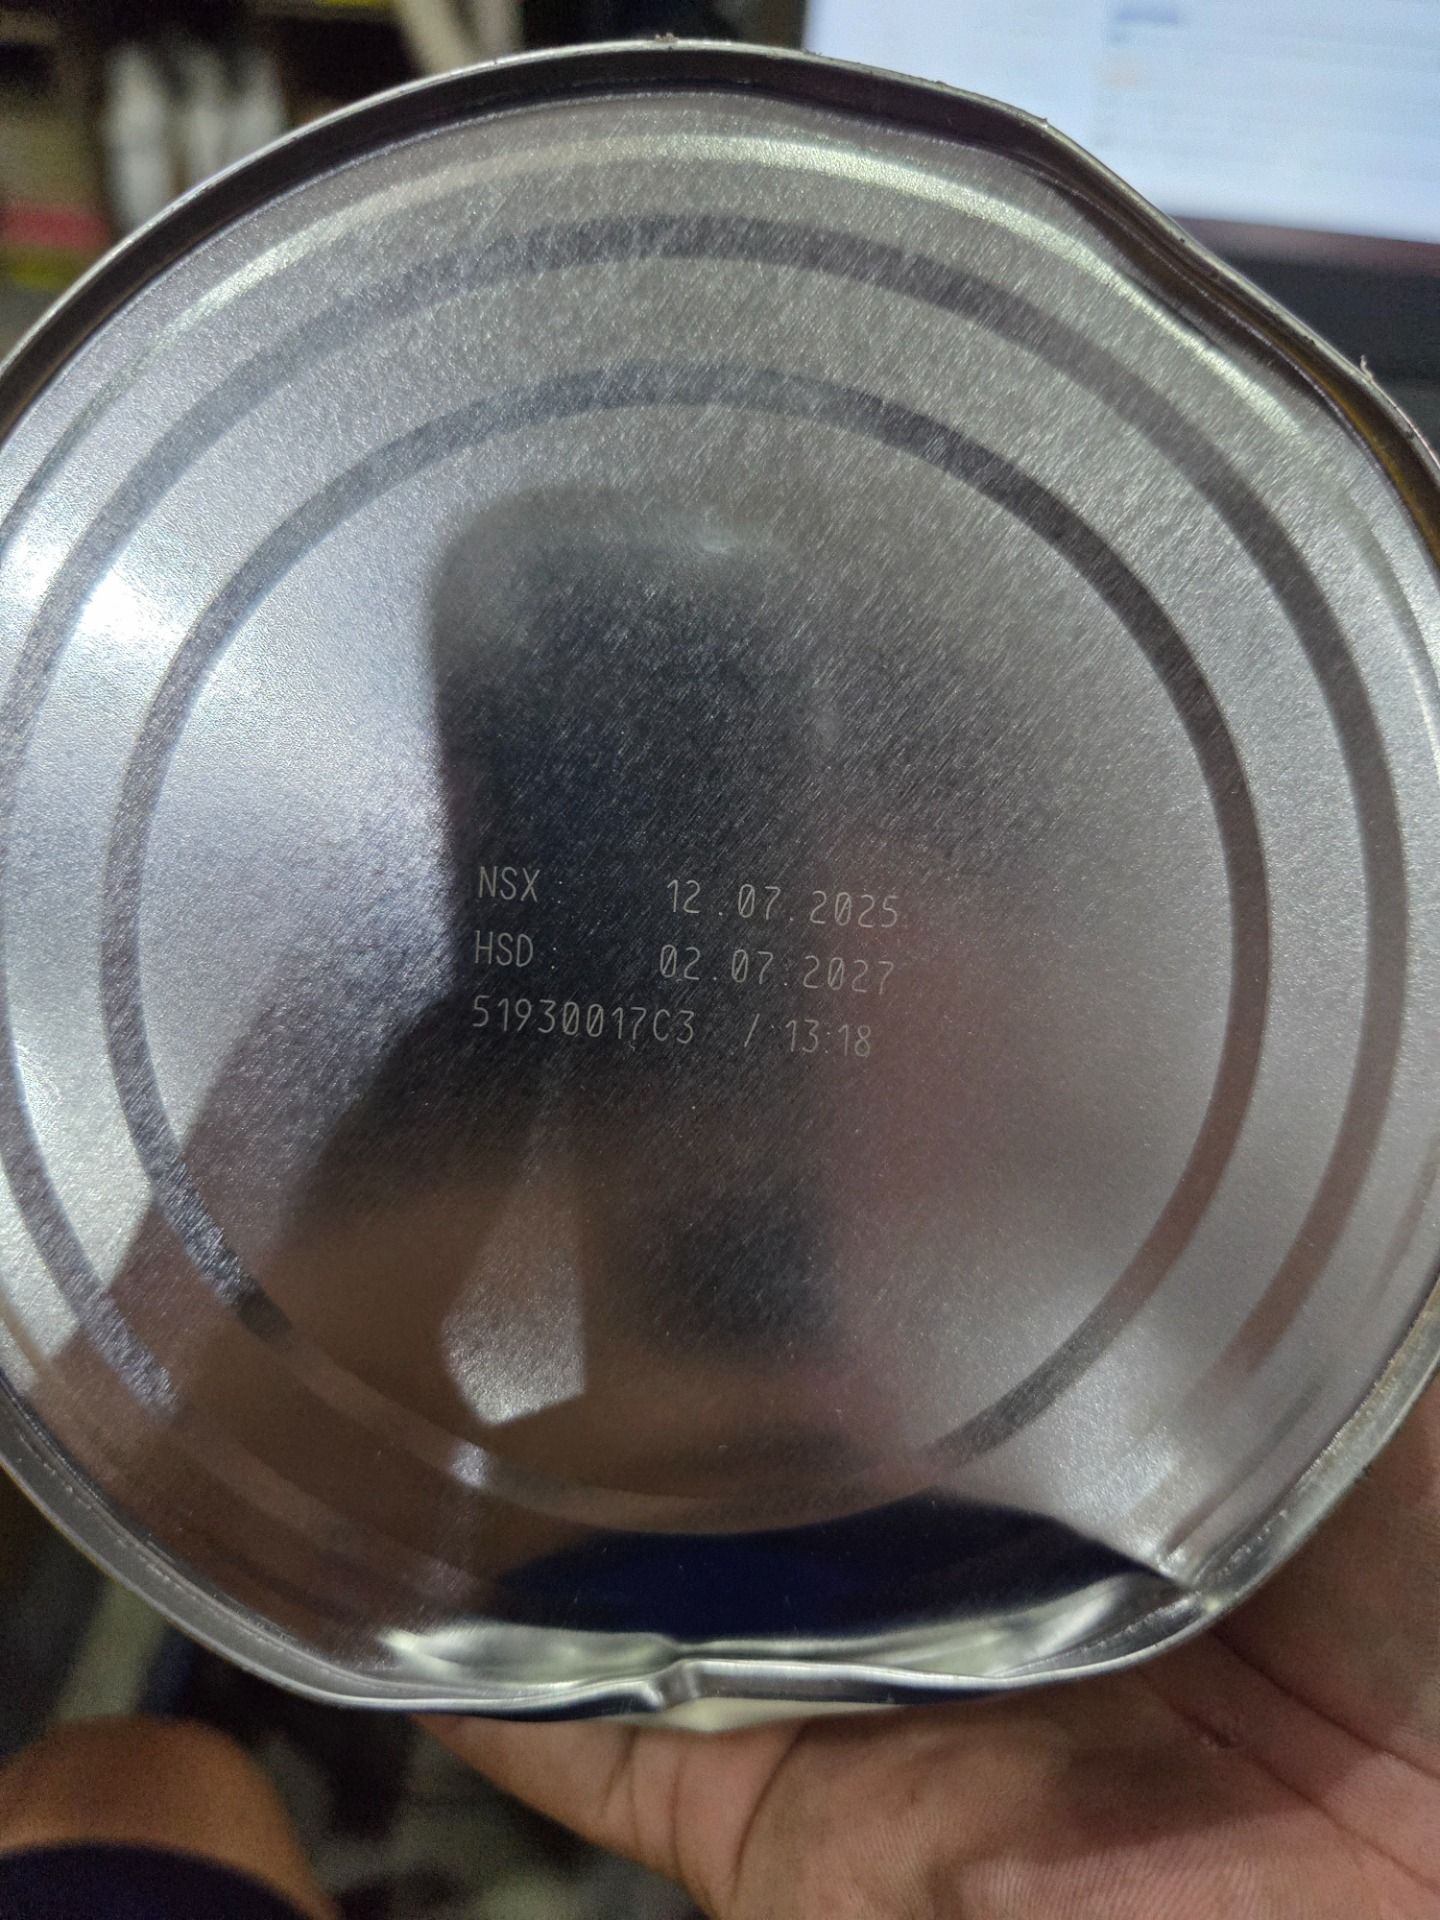 NSX : 12.07.2025
HSD : 02.07.2027
51930017C3 / 13:18